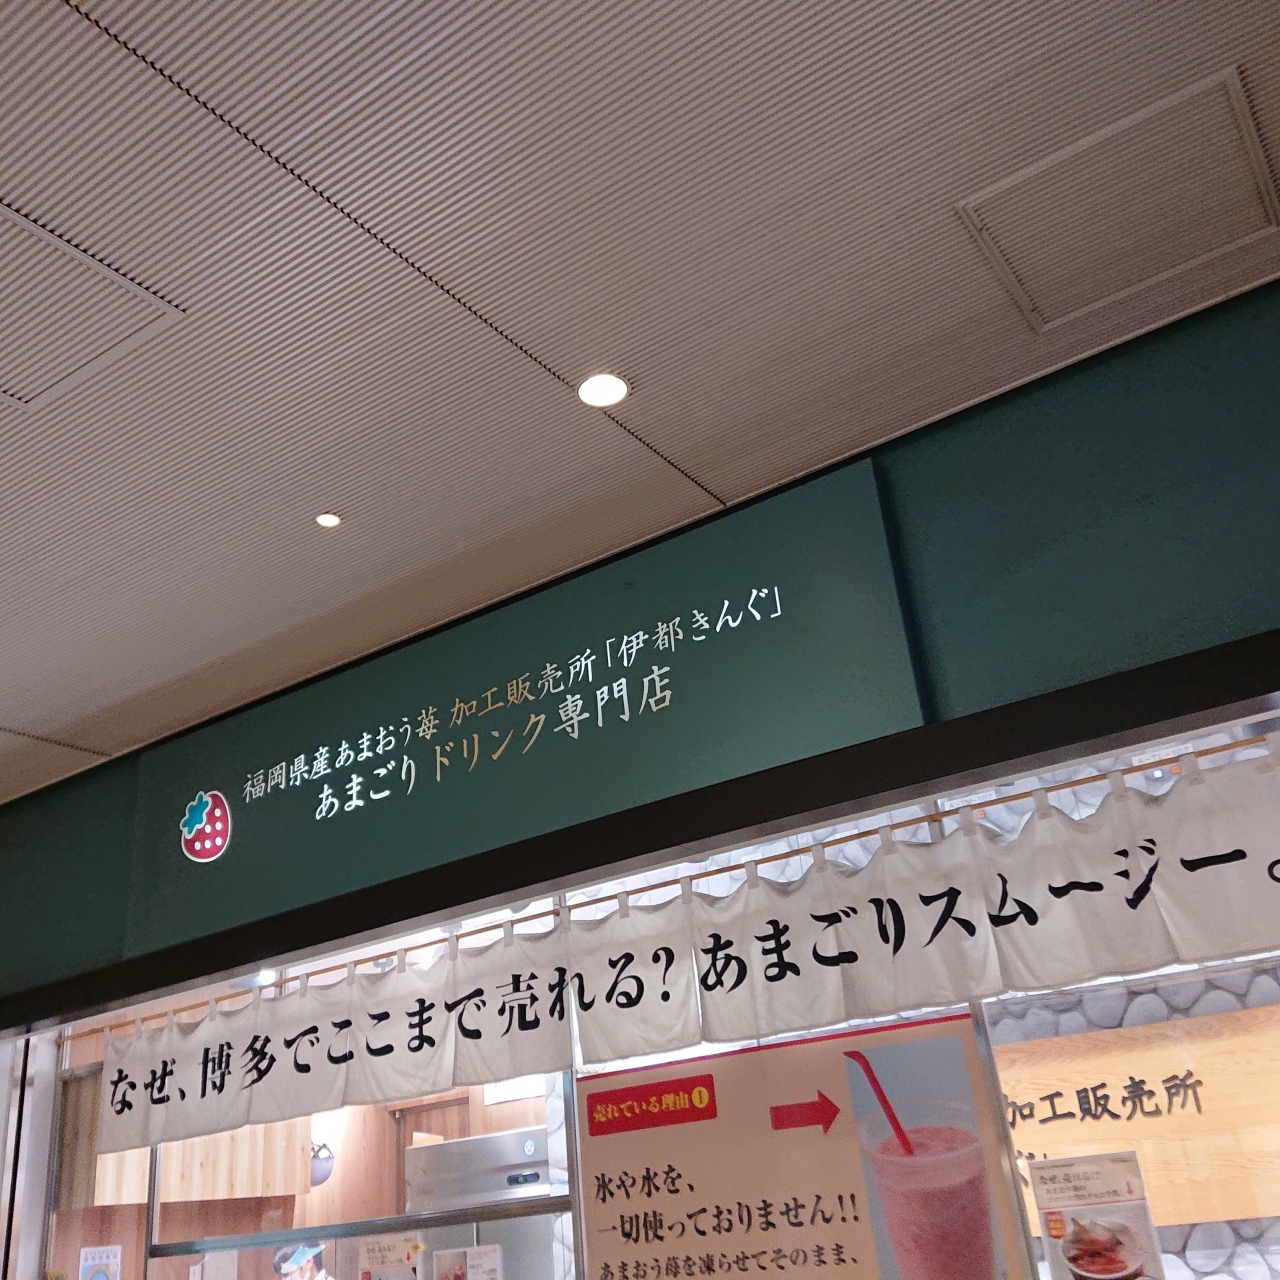 福岡県産あまおう苺 加工販売所「伊都きんぐ」
あまごり ドリンク専門店
なぜ、博多でここまで売れる?あまごりスムージー。
売れている理由1
氷や水を、
一切使っておりません!!
あまおう苺を凍らせてそのまま、
加工販売所